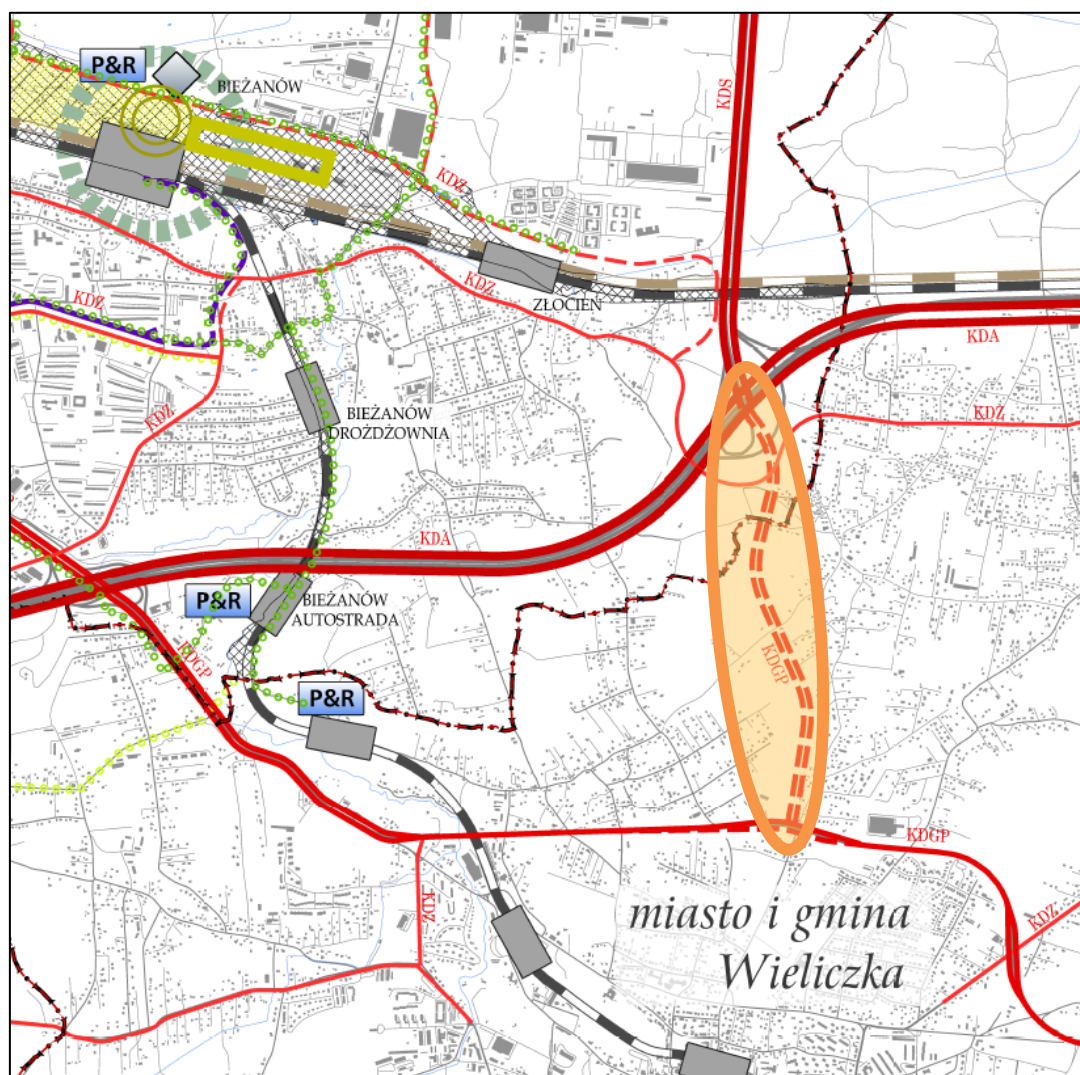 P&R
BIEŻANÓW
KDS
KDZ
KDZ
KDZ
ZŁOCIEŃ
KDA
KDZ
BIEŻANÓW
DROŻDŻOWNIA
KDZ
KDA
P&R
BIEŻANÓW
AUTOSTRADA
KDGP
KDGP
P&R
KDGP
KDZ
miasto i gmina
Wieliczka
KDZ